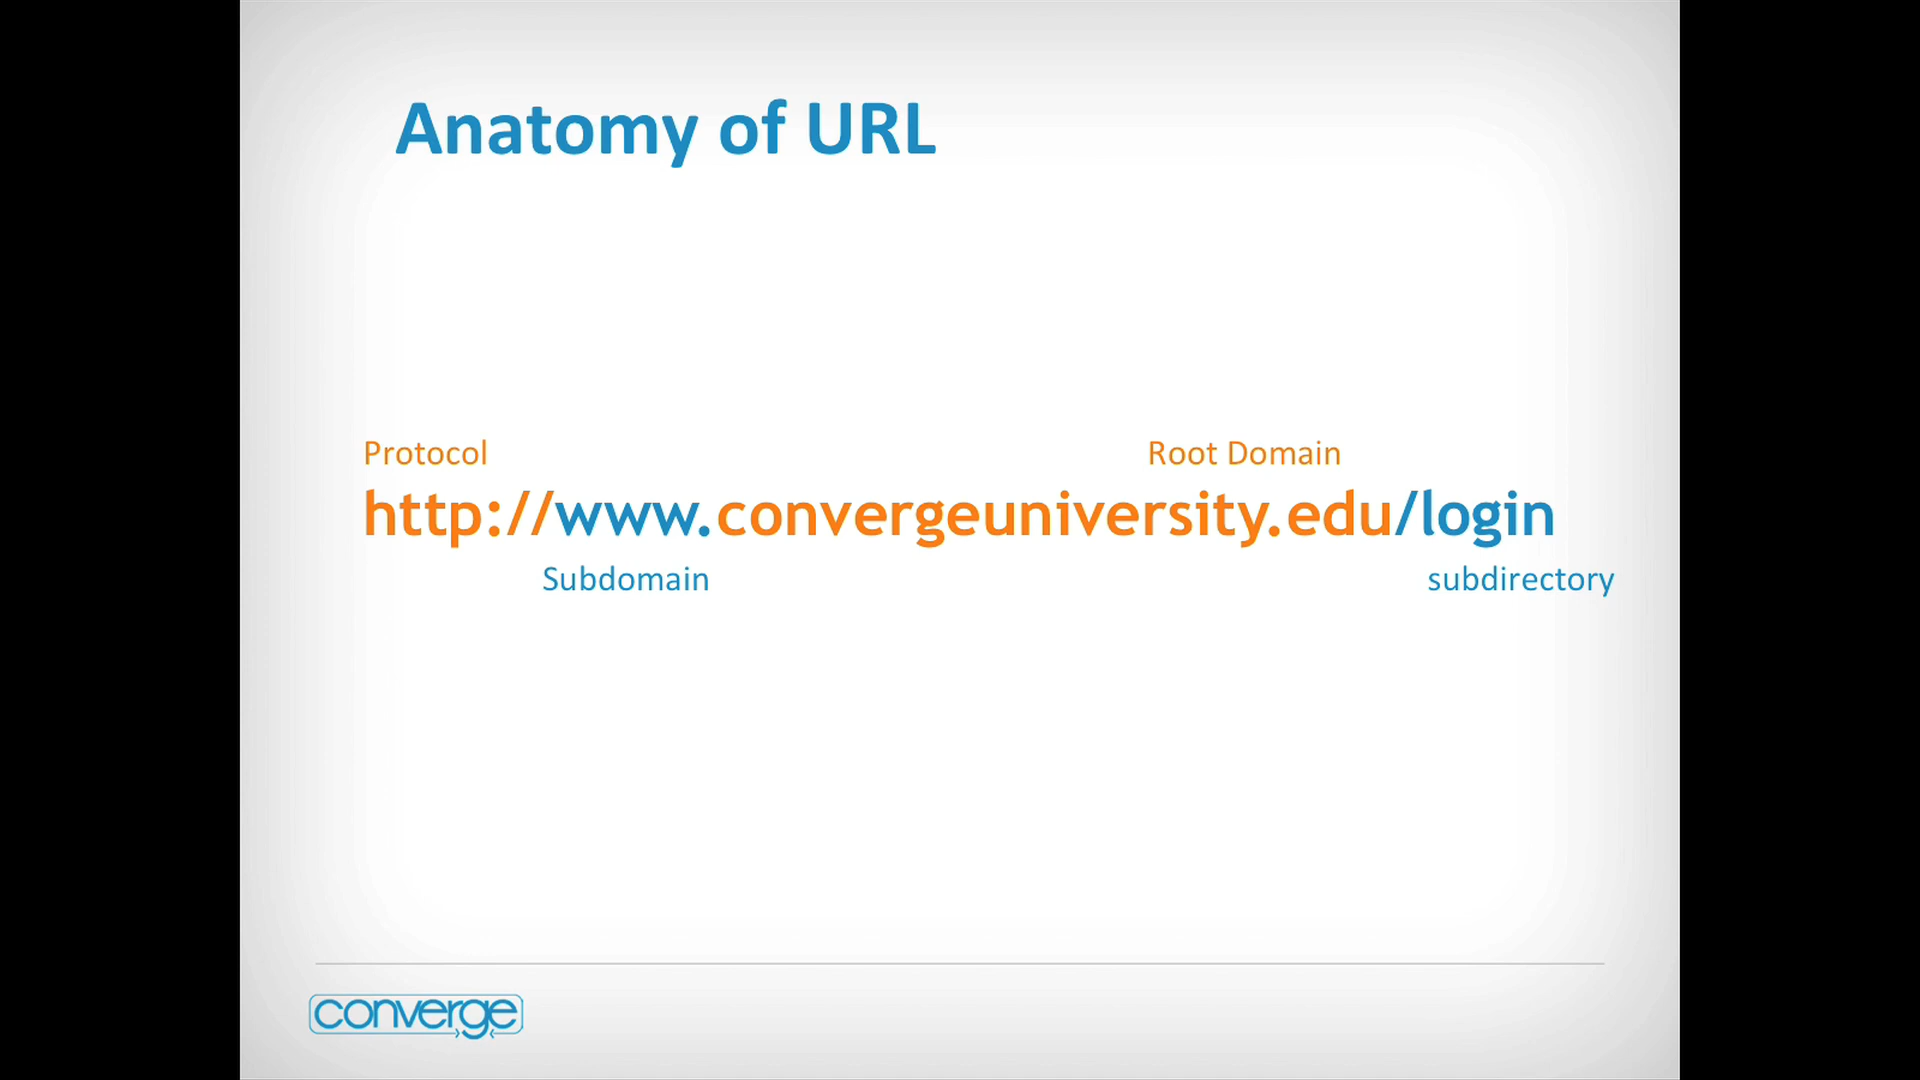 Anatomy of URL
Protocol
Root Domain
http://www.convergeuniversity.edu/login
Subdomain
subdirectory
converge